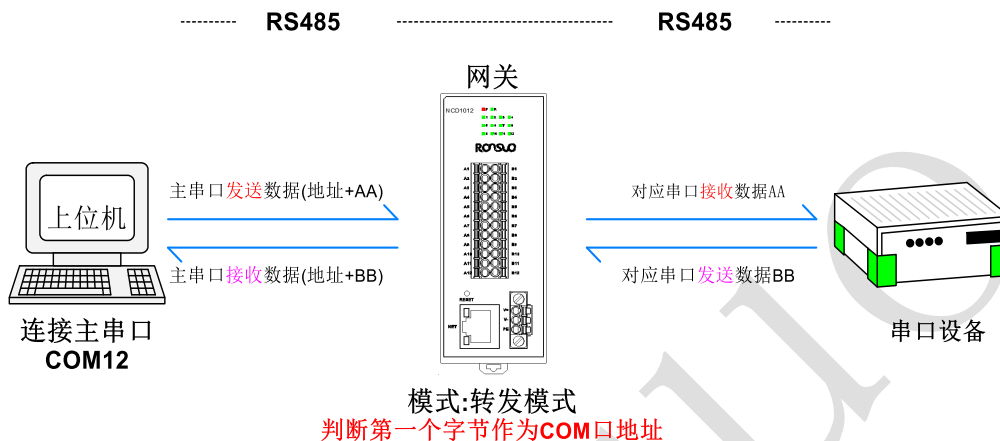 RS485
RS485
网关
NCD1012
上位机
主串口发送数据(地址+AA)
主串口接收数据(地址+BB)
对应串口接收数据AA
对应串口发送数据BB
RESET
NET
V+
V-
PE
连接主串口
COM12
串口设备
模式:转发模式
判断第一个字节作为COM口地址